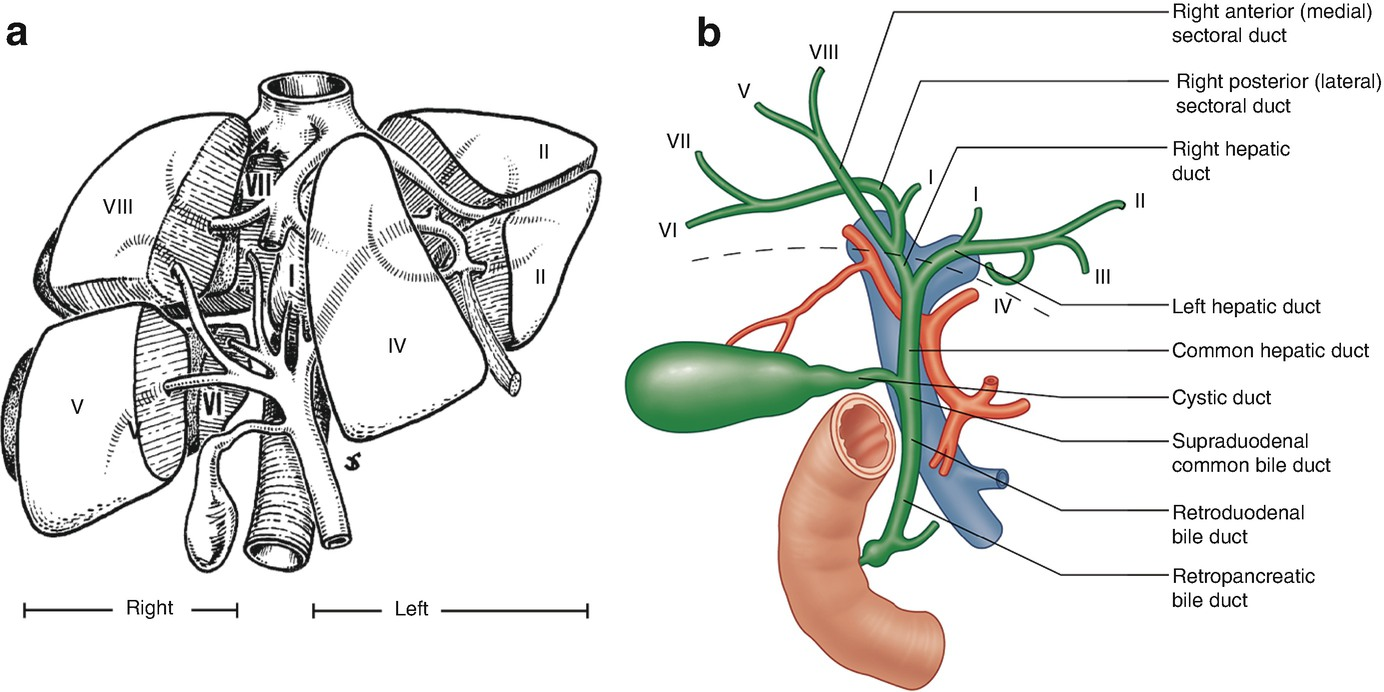 a
VIII
VII
II
II
I
IV
V
VI
Right
Left
b
VIII
V
VII
VI
I
I
II
III
IV
Right anterior (medial)
sectoral duct
Right posterior (lateral)
sectoral duct
Right hepatic
duct
Left hepatic duct
Common hepatic duct
Cystic duct
Supraduodenal
common bile duct
Retroduodenal
bile duct
Retropancreatic
bile duct